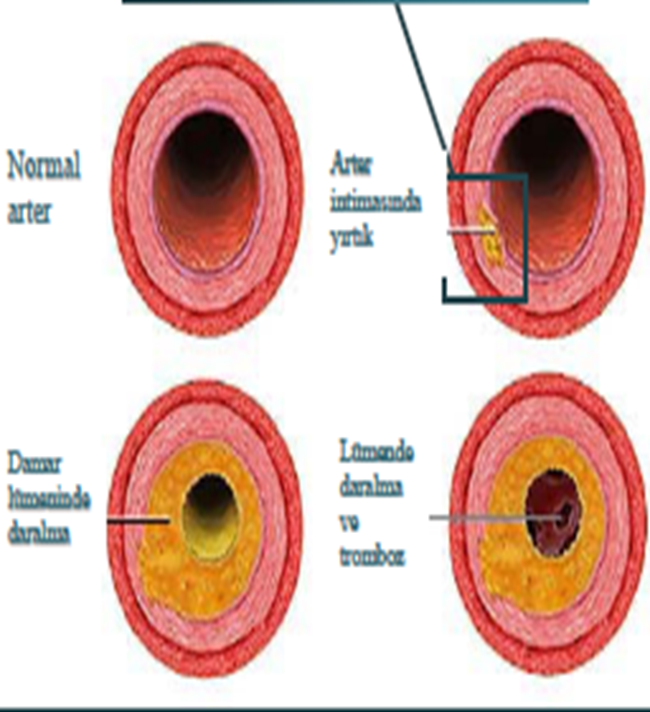 Normal
arter
Arter
intimasında
yırtık
Damar
lümeninde
daralma
Lümende
daralma
ve
tromboz